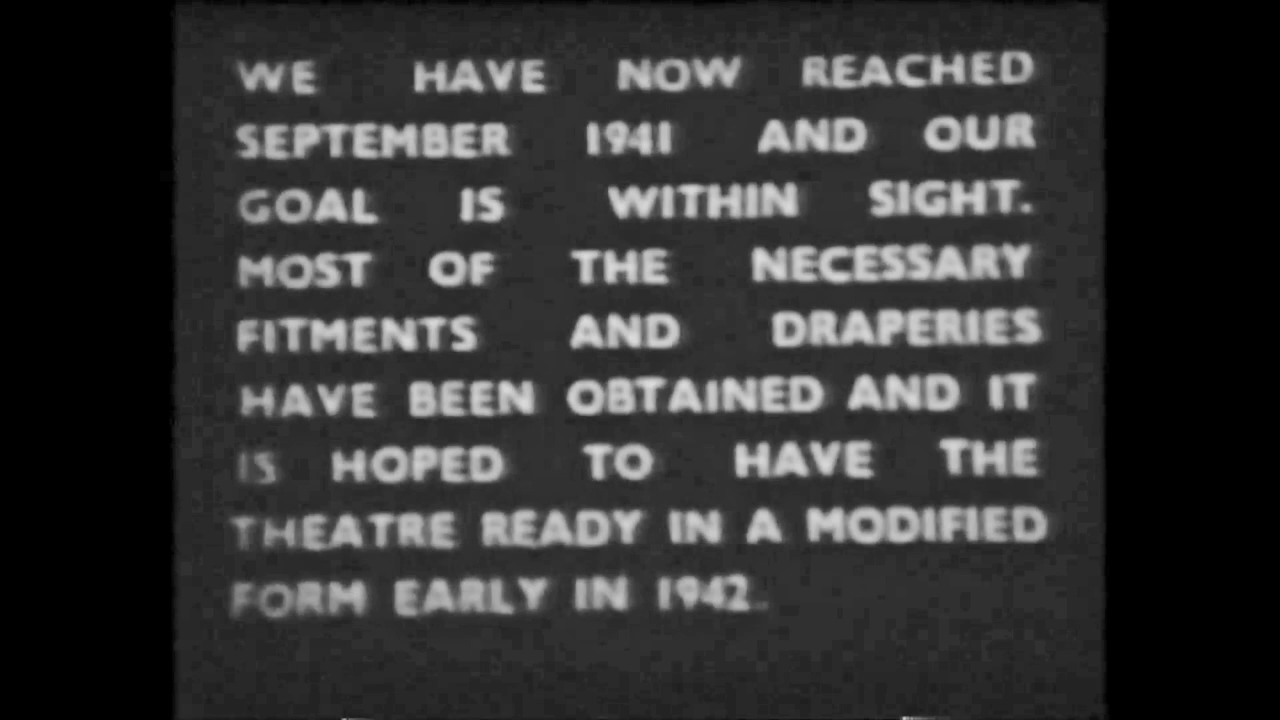 WE HAVE NOW REACHED
SEPTEMBER 1941 AND OUR
GOAL IS WITHIN SIGHT.
MOST OF THE NECESSARY
FITMENTS AND DRAPERIES
HAVE BEEN OBTAINED AND IT
IS HOPED TO HAVE THE
THEATRE READY IN A MODIFIED
FORM EARLY IN 1942.